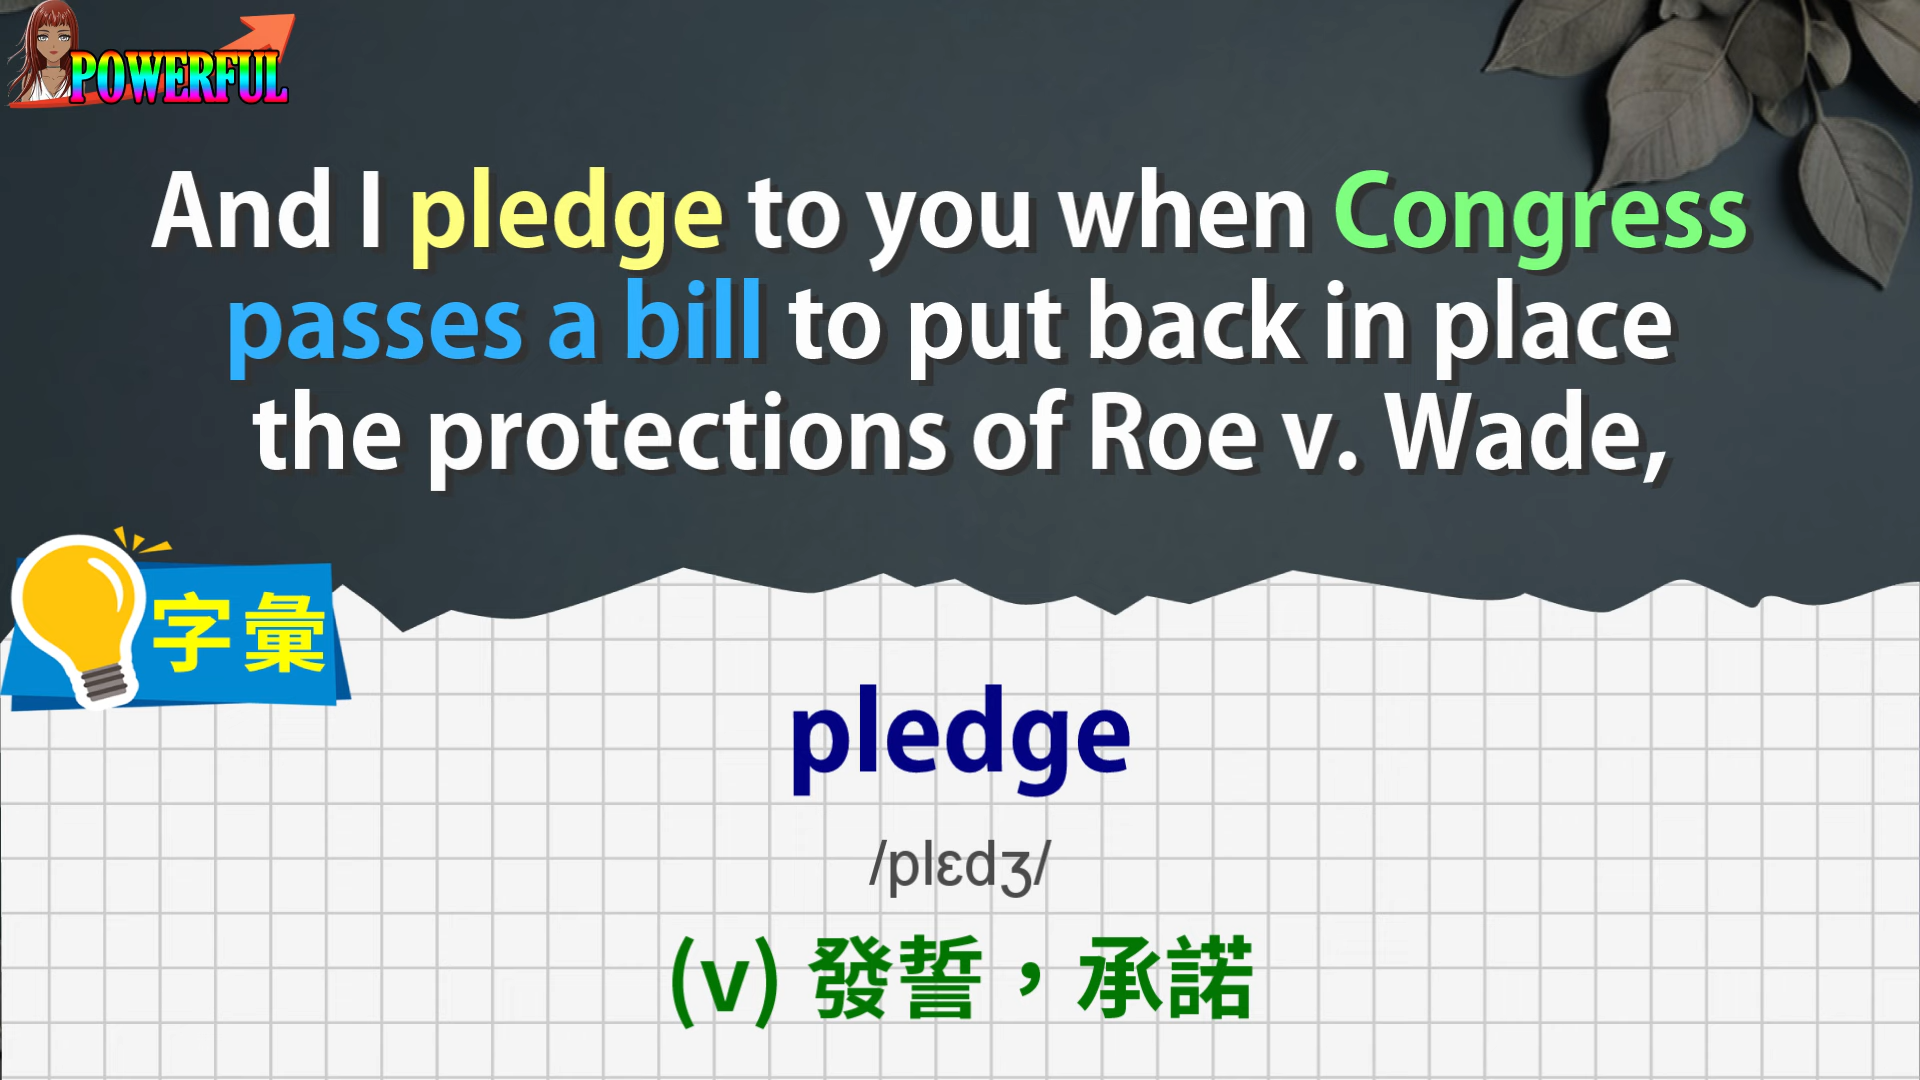 POWERFUL
And I pledge to you when Congress
passes a bill to put back in place
the protections of Roe v. Wade,
字彙
pledge
/plɛdʒ/
(v) 發誓，承諾